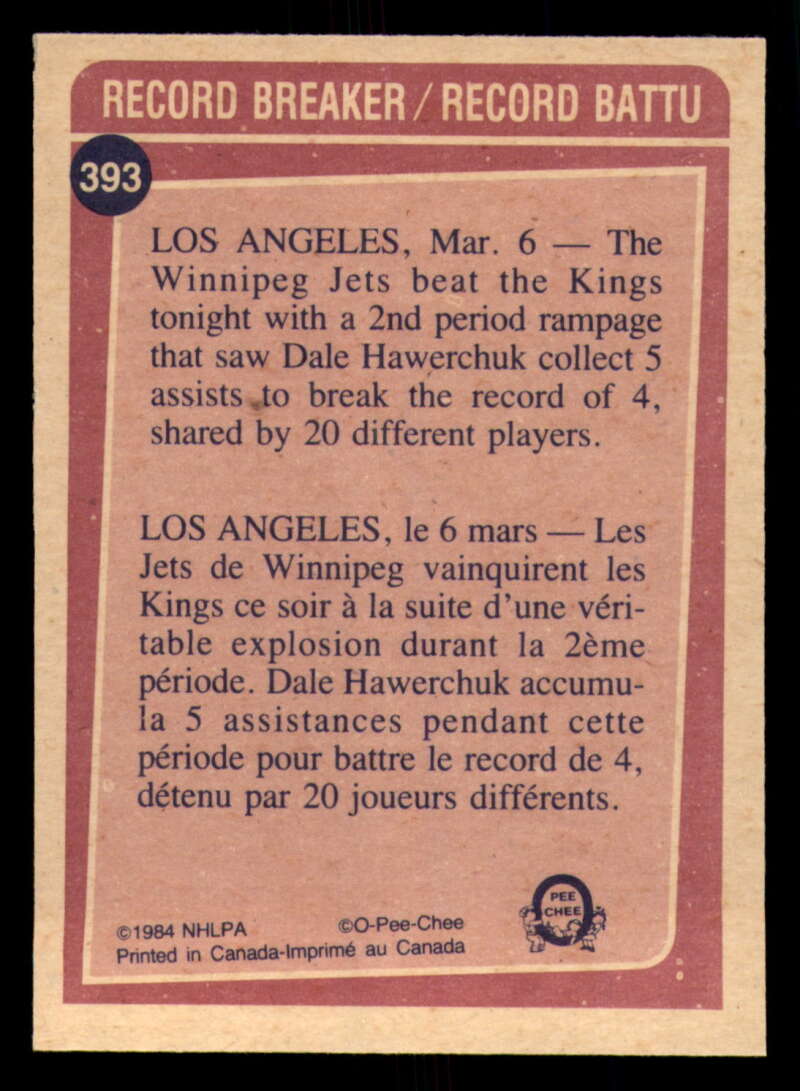 RECORD BREAKER / RECORD BATTU
393
LOS ANGELES, Mar. 6 — The
Winnipeg Jets beat the Kings
tonight with a 2nd period rampage
that saw Dale Hawerchuk collect 5
assists to break the record of 4,
shared by 20 different players.
LOS ANGELES, le 6 mars — Les
Jets de Winnipeg vainquirent les
Kings ce soir à la suite d'une véri-
table explosion durant la 2ème
période. Dale Hawerchuk accumu-
la 5 assistances pendant cette
période pour battre le record de 4,
détenu par 20 joueurs différents.
©1984 NHLPA ©O-Pee-Chee
Printed in Canada-Imprimé au Canada
PEE
CHEE